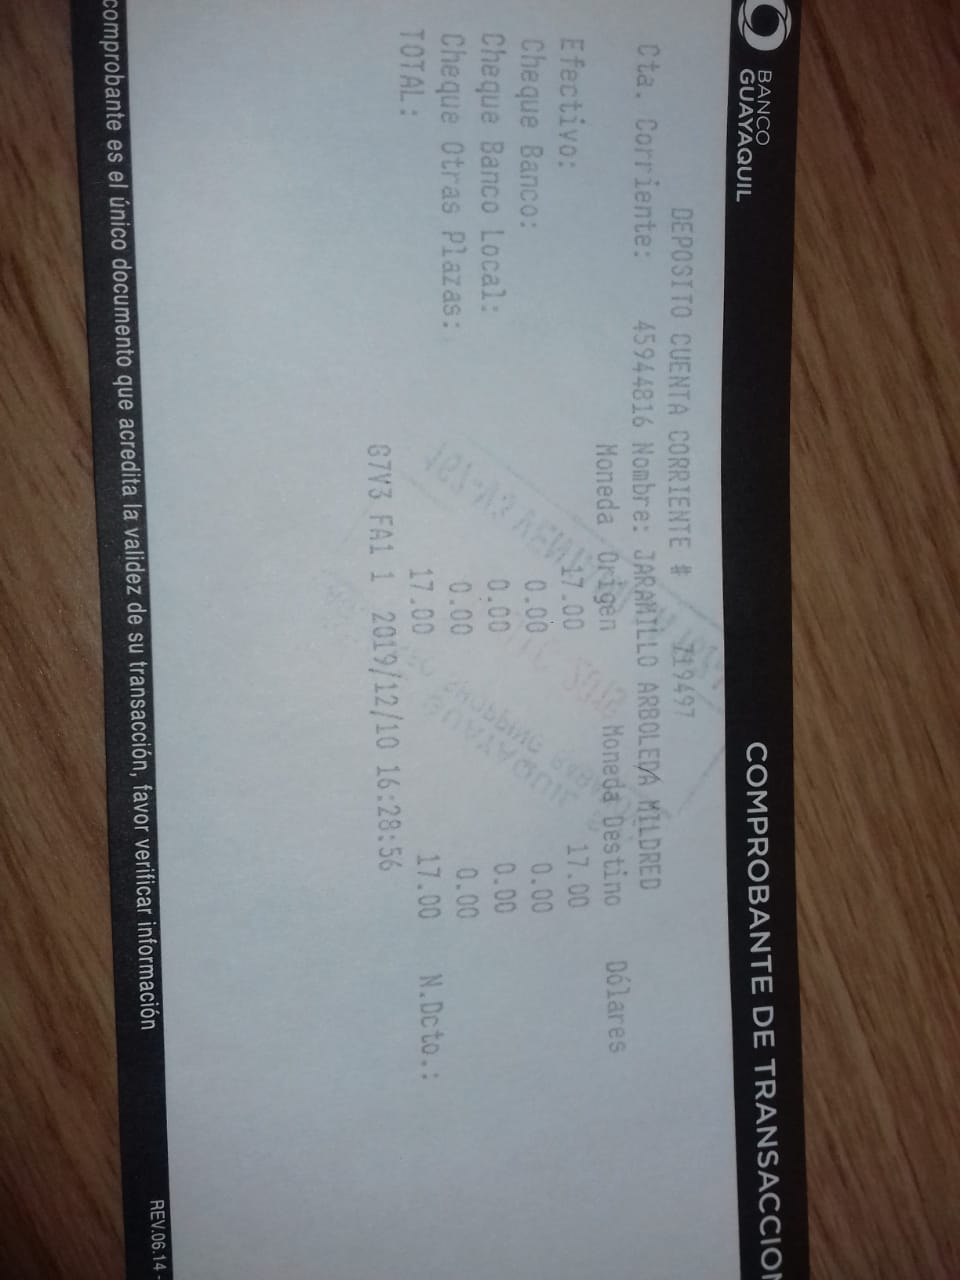 BANCO
GUAYAQUIL
COMPROBANTE DE TRANSACCION
DEPOSITO CUENTA CORRIENTE # 719497
Cta. Corriente: 45944816 Nombre: JARAMILLO ARBOLEDA MILDRED
Moneda Origen Moneda Destino Dólares
Efectivo: 17.00 17.00
Cheque Banco: 0.00 0.00
Cheque Banco Local: 0.00 0.00
Cheque Otras Plazas: 0.00 0.00
TOTAL: 17.00 17.00 N.Dcto.:
G7V3 FA1 1 2019/12/10 16:28:56
comprobante es el único documento que acredita la validez de su transacción, favor verificar información
REV.06.14 -